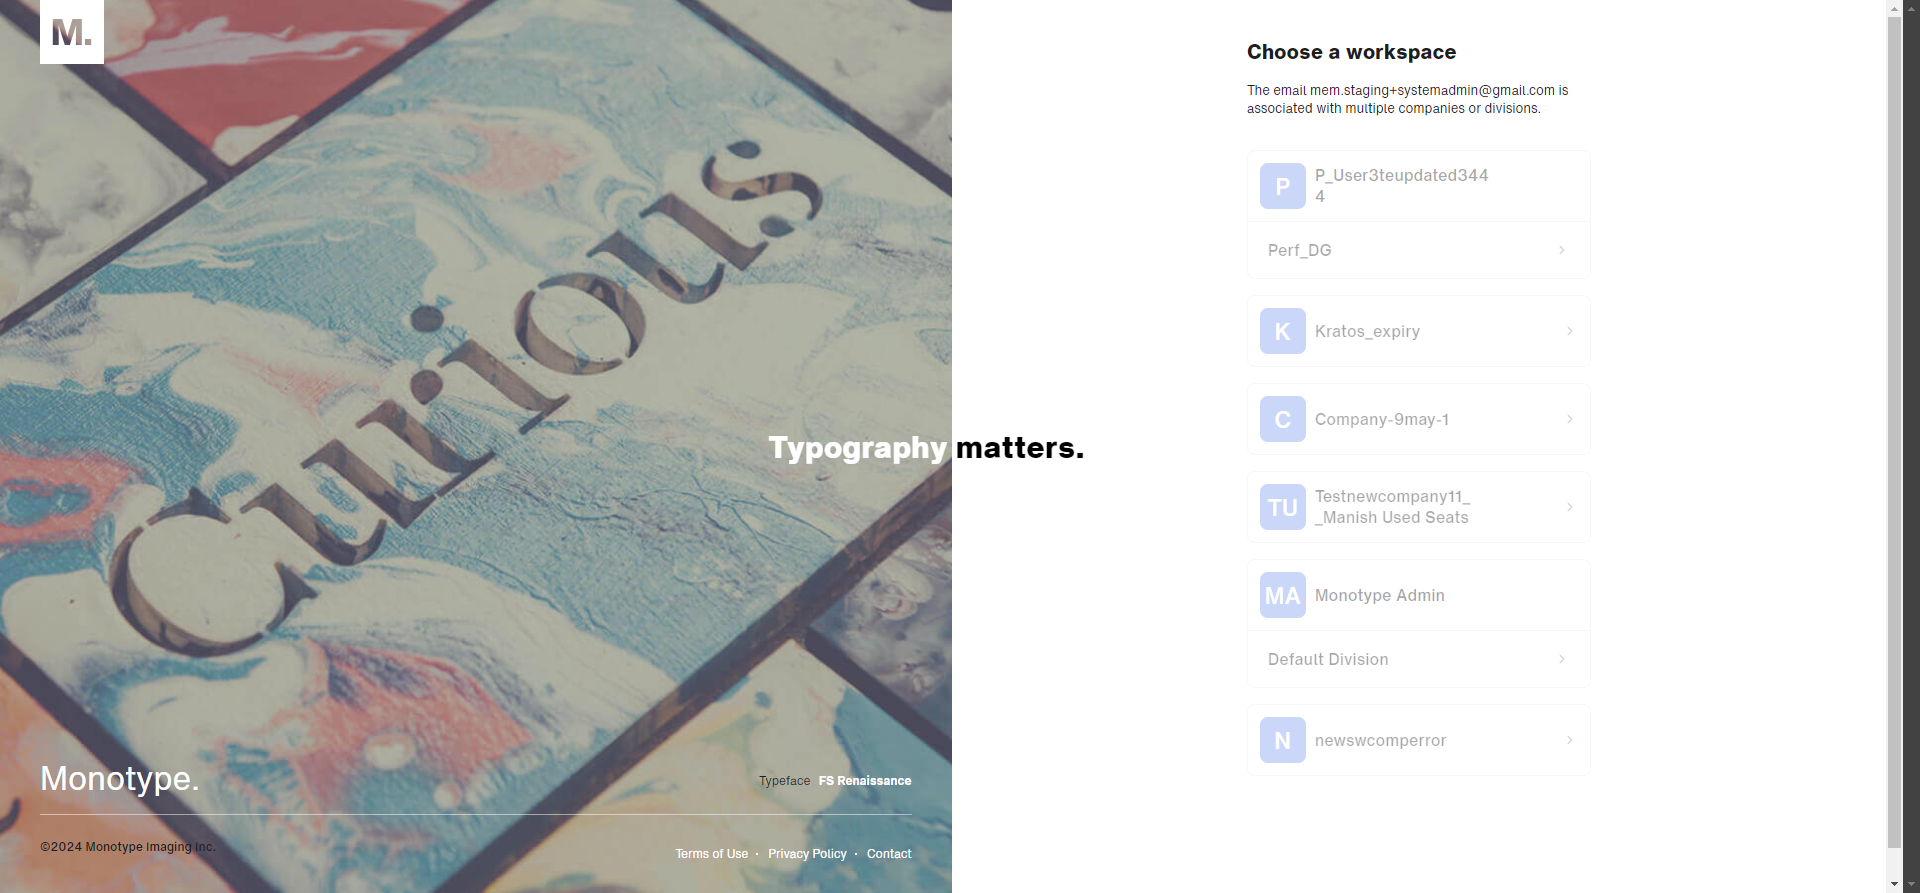 M.
Curious
Typography matters.
Monotype.
Typeface FS Renaissance
©2024 Monotype Imaging Inc.
Terms of Use · Privacy Policy · Contact
Choose a workspace
The email mem.staging+systemadmin@gmail.com is
associated with multiple companies or divisions.
P
P_User3teupdated344
4
Perf_DG
K
Kratos_expiry
C
Company-9may-1
TU
Testnewcompany11_
_Manish Used Seats
MA
Monotype Admin
Default Division
N
newswcomperror